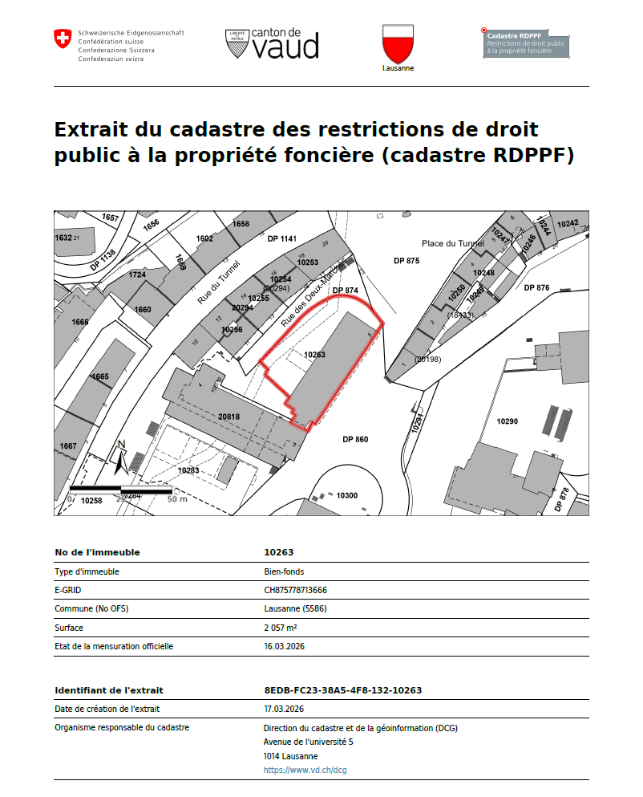 Schweizerische Eidgenossenschaft
Confédération suisse
Confederazione Svizzera
Confederaziun svizra
LIBERTÉ
ET
PATRIE
canton de
vaud
Lausanne
Cadastre RDPPF
Restrictions de droit public
à la propriété foncière
Extrait du cadastre des restrictions de droit
public à la propriété foncière (cadastre RDPPF)
1657
1656
1658
1632 27
DP 1138
1602
1669
DP 1141
10253
1724
Rue du Tunnel
10254
(20294)
10255
20294
10256
Rue des Deux-Marchés
DP 874
DP 875
Place du Tunnel
10247
10246
10244
10242
10248
10250
10249
(18433)
DP 876
(20198)
1660
1666
1665
1667
10263
20818
DP 860
10291
10290
10283
N
0
50 m
10258
10264
10300
DP 878
No de l'immeuble 10263
Type d'immeuble Bien-fonds
E-GRID CH875778713666
Commune (No OFS) Lausanne (5586)
Surface 2 057 m²
Etat de la mensuration officielle 16.03.2026
Identifiant de l'extrait 8EDB-FC23-38A5-4F8-132-10263
Date de création de l'extrait 17.03.2026
Organisme responsable du cadastre Direction du cadastre et de la géoinformation (DCG)
Avenue de l'université 5
1014 Lausanne
https://www.vd.ch/dcg